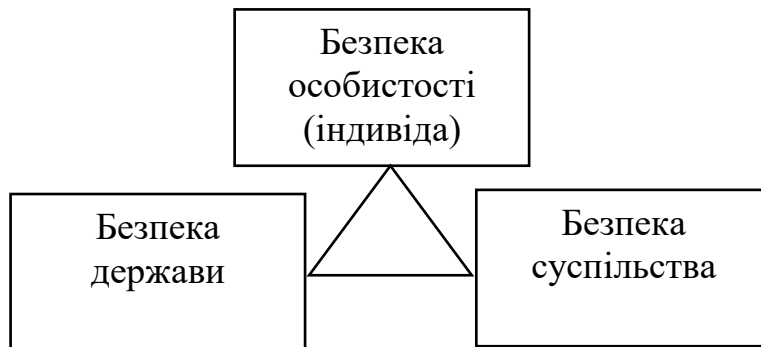 Безпека
особистості
(індивіда)
Безпека
держави
Безпека
суспільства